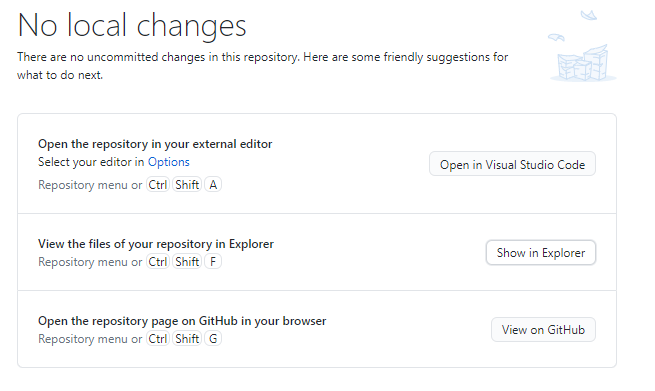 No local changes
There are no uncommitted changes in this repository. Here are some friendly suggestions for
what to do next.
Open the repository in your external editor
Select your editor in Options
Repository menu or Ctrl Shift A
Open in Visual Studio Code
View the files of your repository in Explorer
Repository menu or Ctrl Shift F
Show in Explorer
Open the repository page on GitHub in your browser
Repository menu or Ctrl Shift G
View on GitHub